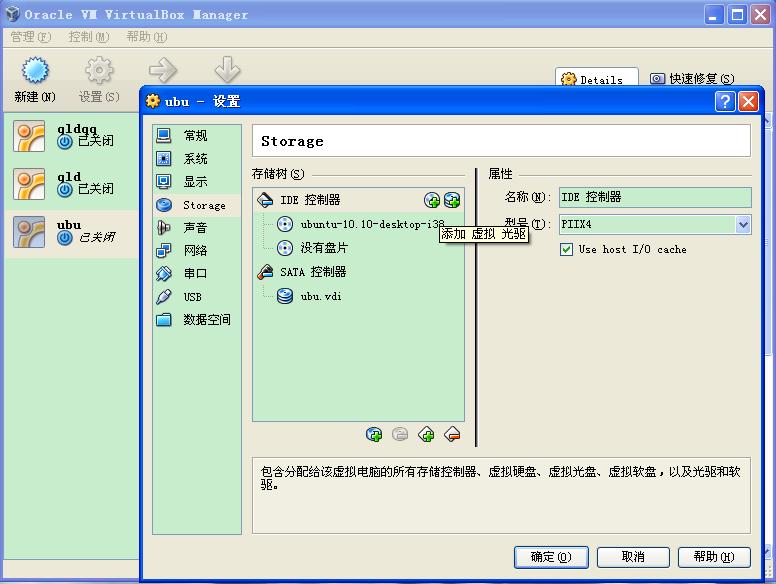 Oracle VM VirtualBox Manager
管理(F) 控制(M) 帮助(H)
新建(N) 设置(S)
Details 快速修复(S)
gldgg
已关闭
gld
已关闭
ubu
已关闭
ubu - 设置
常规
系统
显示
Storage
声音
网络
串口
USB
数据空间
Storage
存储树(S)
IDE 控制器
ubuntu-10.10-desktop-i38
没有盘片
SATA 控制器
ubu.vdi
添加 虚拟 光驱
属性
名称(N): IDE 控制器
型号(T): PIIX4
Use host I/O cache
包含分配给该虚拟电脑的所有存储控制器、虚拟硬盘、虚拟光盘、虚拟软盘，以及光驱和软
驱。
确定(O) 取消 帮助(H)